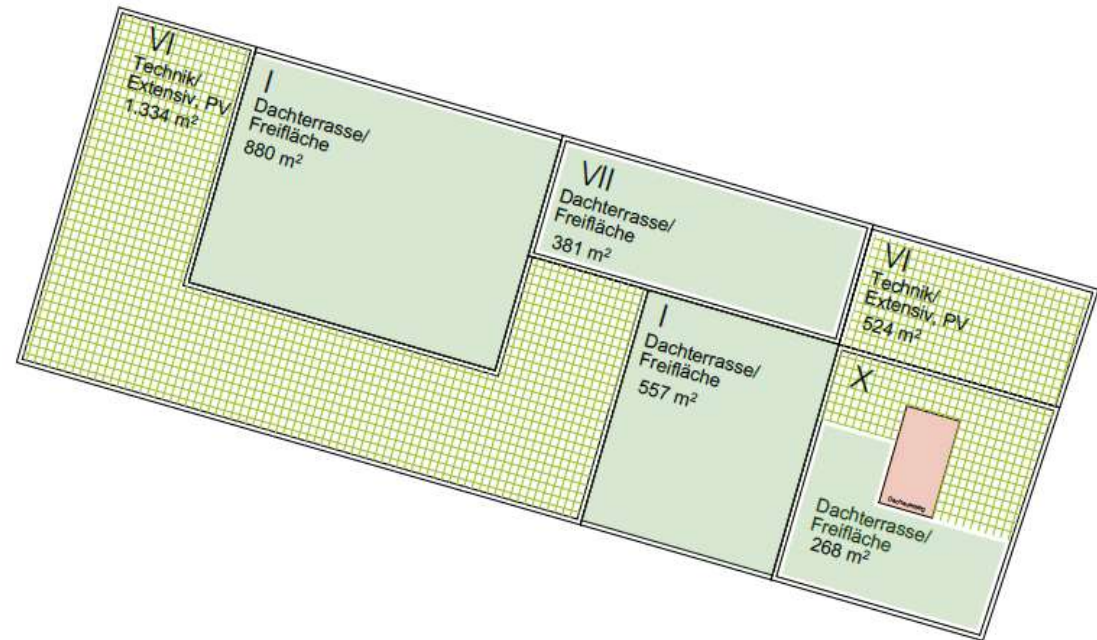 VI
Technik/
Extensiv, PV
1.334 m²
I
Dachterrasse/
Freifläche
880 m²
VII
Dachterrasse/
Freifläche
381 m²
VI
Technik/
Extensiv, PV
524 m²
I
Dachterrasse/
Freifläche
557 m²
X
Dachausstieg
Dachterrasse/
Freifläche
268 m²